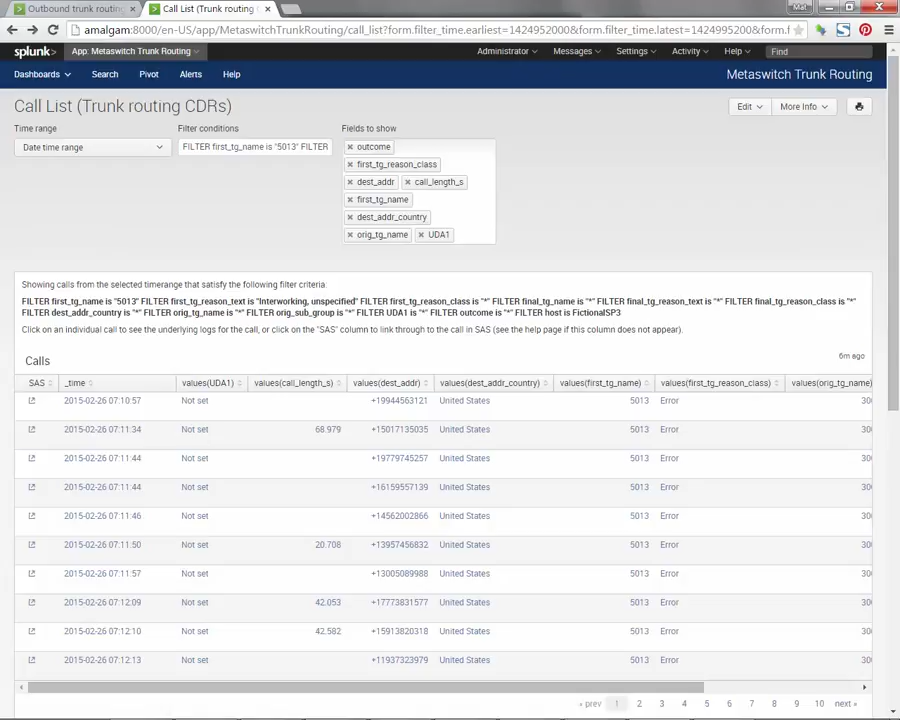 Outbound trunk routing
Call List (Trunk routing
Mat
amalgam:8000/en-US/app/MetaswitchTrunkRouting/call_list?form.filter_time.earliest=1424952000&form.filter_time.latest=1424995200&form.f
splunk> App: Metaswitch Trunk Routing
Administrator Messages Settings Activity Help Find
Dashboards Search Pivot Alerts Help
Metaswitch Trunk Routing
Call List (Trunk routing CDRs)
Edit More Info
Time range Filter conditions Fields to show
Date time range
FILTER first_tg_name is "5013" FILTER
outcome
first_tg_reason_class
dest_addr call_length_s
first_tg_name
dest_addr_country
orig_tg_name UDA1
Showing calls from the selected timerange that satisfy the following filter criteria:
FILTER first_tg_name is "5013" FILTER first_tg_reason_text is "Interworking, unspecified" FILTER first_tg_reason_class is "*" FILTER final_tg_name is "*" FILTER final_tg_reason_text is "*" FILTER final_tg_reason_class is "*"
FILTER dest_addr_country is "*" FILTER orig_tg_name is "*" FILTER orig_sub_group is "*" FILTER UDA1 is "*" FILTER outcome is "*" FILTER host is FictionalSP3
Click on an individual call to see the underlying logs for the call, or click on the "SAS" column to link through to the call in SAS (see the help page if this column does not appear).
Calls
6m ago
SAS _time values(UDA1) values(call_length_s) values(dest_addr) values(dest_addr_country) values(first_tg_name) values(first_tg_reason_class) values(orig_tg_name)
2015-02-26 07:10:57 Not set +19944563121 United States 5013 Error 300
2015-02-26 07:11:34 Not set 68.979 +15017135035 United States 5013 Error 300
2015-02-26 07:11:44 Not set +19779745257 United States 5013 Error 300
2015-02-26 07:11:44 Not set +16159557139 United States 5013 Error 300
2015-02-26 07:11:46 Not set +14562002866 United States 5013 Error 300
2015-02-26 07:11:50 Not set 20.708 +13957456832 United States 5013 Error 300
2015-02-26 07:11:57 Not set +13005089988 United States 5013 Error 300
2015-02-26 07:12:09 Not set 42.053 +17773831577 United States 5013 Error 300
2015-02-26 07:12:10 Not set 42.582 +15913820318 United States 5013 Error 300
2015-02-26 07:12:13 Not set +11937323979 United States 5013 Error 300
« prev 1 2 3 4 5 6 7 8 9 10 next »